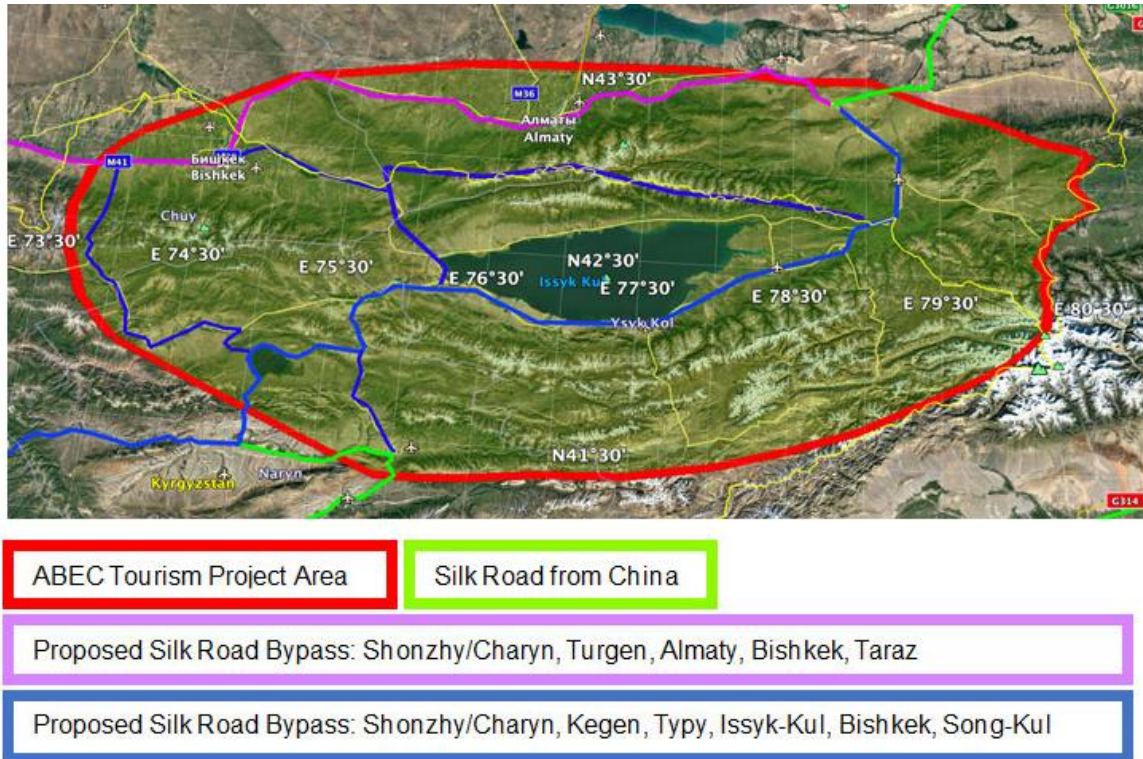 G3016
N43°30'
M36
Алматы
Almaty
M41
Бишкек
Bishkek
Chuy
E 73°30'
E 74°30'
E 75°30'
N42°30'
E 76°30'
Issyk Kul
E 77°30'
E 78°30'
E 79°30'
E 80°30'
Ysyk Kol
N41°30'
Naryn
Kyrgyzstan
G314
ABEC Tourism Project Area
Silk Road from China
Proposed Silk Road Bypass: Shonzhy/Charyn, Turgen, Almaty, Bishkek, Taraz
Proposed Silk Road Bypass: Shonzhy/Charyn, Kegen, Typy, Issyk-Kul, Bishkek, Song-Kul